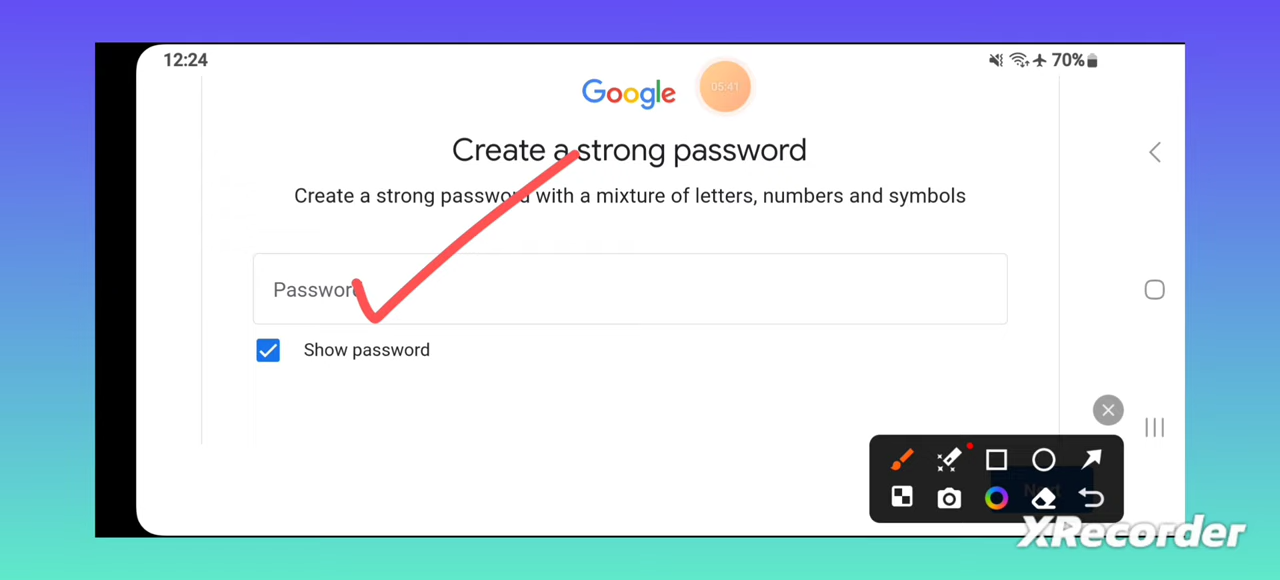 12:24
70%
Google
05:41
Create a strong password
Create a strong password with a mixture of letters, numbers and symbols
Password
Show password
Next
XRecorder